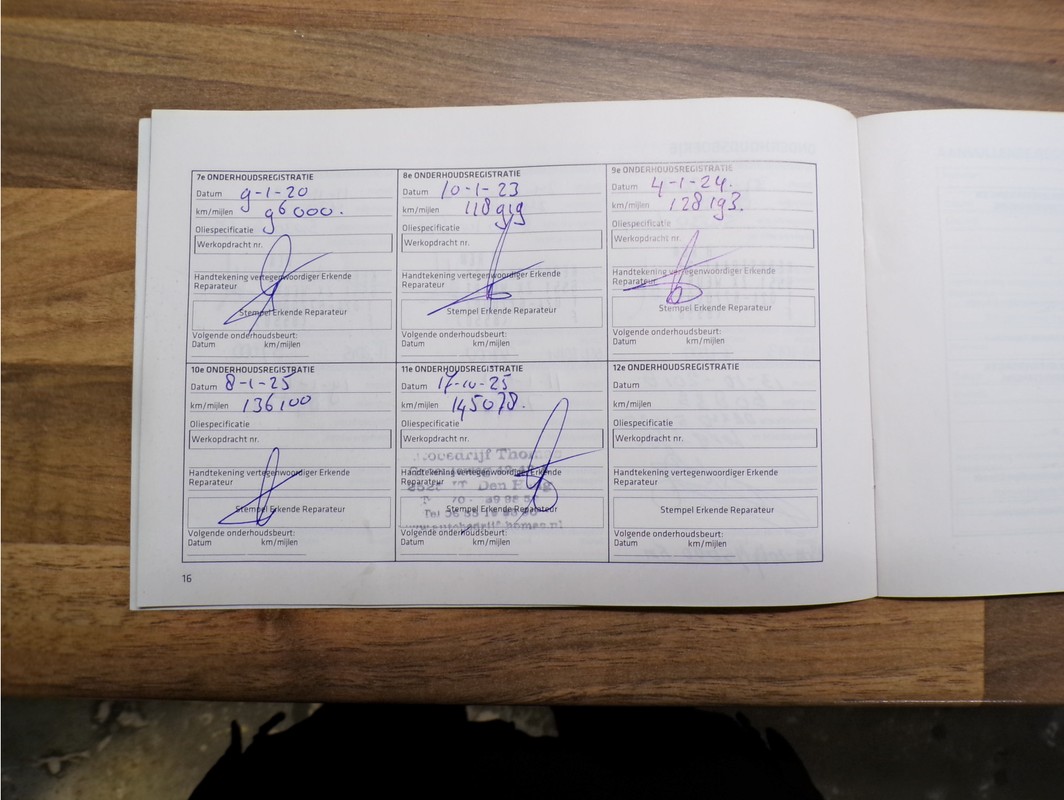 7e ONDERHOUDSREGISTRATIE
Datum 9-1-20
km/mijlen 96000.
Oliespecificatie
Werkopdracht nr.
Handtekening vertegenwoordiger Erkende
Reparateur
Stempel Erkende Reparateur
Volgende onderhoudsbeurt:
Datum km/mijlen
8e ONDERHOUDSREGISTRATIE
Datum 10-1-23
km/mijlen 118919
Oliespecificatie
Werkopdracht nr.
Handtekening vertegenwoordiger Erkende
Reparateur
Stempel Erkende Reparateur
Volgende onderhoudsbeurt:
Datum km/mijlen
9e ONDERHOUDSREGISTRATIE
Datum 4-1-24.
km/mijlen 128193.
Oliespecificatie
Werkopdracht nr.
Handtekening vertegenwoordiger Erkende
Reparateur
Stempel Erkende Reparateur
Volgende onderhoudsbeurt:
Datum km/mijlen
10e ONDERHOUDSREGISTRATIE
Datum 8-1-25
km/mijlen 136100
Oliespecificatie
Werkopdracht nr.
Handtekening vertegenwoordiger Erkende
Reparateur
Stempel Erkende Reparateur
Volgende onderhoudsbeurt:
Datum km/mijlen
11e ONDERHOUDSREGISTRATIE
Datum 17-10-25
km/mijlen 145078.
Oliespecificatie
Werkopdracht nr.
Handtekening vertegenwoordiger Erkende
Reparateur
Den Haag
Stempel Erkende Reparateur
Volgende onderhoudsbeurt:
Datum km/mijlen
12e ONDERHOUDSREGISTRATIE
Datum
km/mijlen
Oliespecificatie
Werkopdracht nr.
Handtekening vertegenwoordiger Erkende
Reparateur
Stempel Erkende Reparateur
Volgende onderhoudsbeurt:
Datum km/mijlen
16